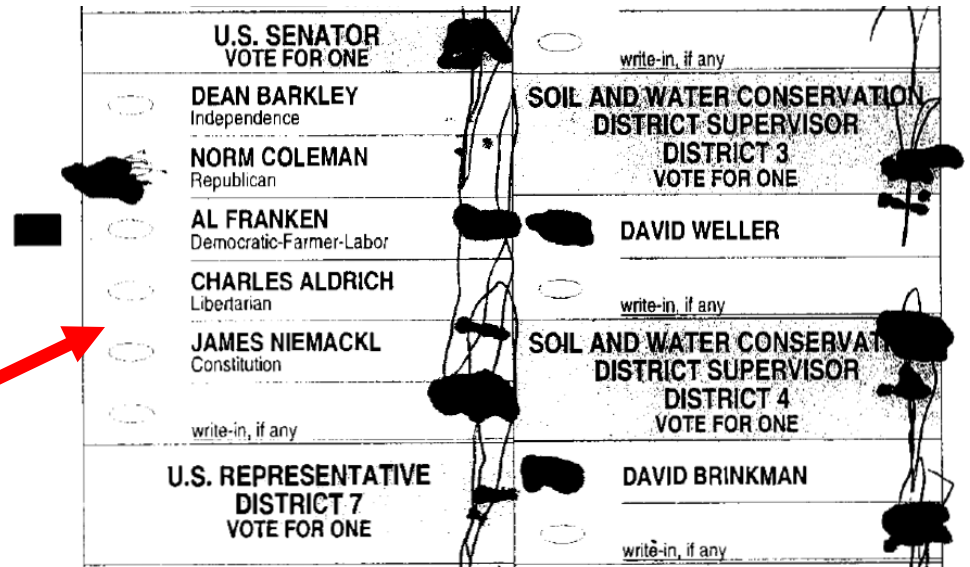 U.S. SENATOR
VOTE FOR ONE
DEAN BARKLEY
Independence
NORM COLEMAN
Republican
AL FRANKEN
Democratic-Farmer-Labor
CHARLES ALDRICH
Libertarian
JAMES NIEMACKL
Constitution
write-in, if any
U.S. REPRESENTATIVE
DISTRICT 7
VOTE FOR ONE
write-in, if any
SOIL AND WATER CONSERVATION
DISTRICT SUPERVISOR
DISTRICT 3
VOTE FOR ONE
DAVID WELLER
write-in, if any
SOIL AND WATER CONSERVAT
DISTRICT SUPERVISOR
DISTRICT 4
VOTE FOR ONE
DAVID BRINKMAN
write-in, if any